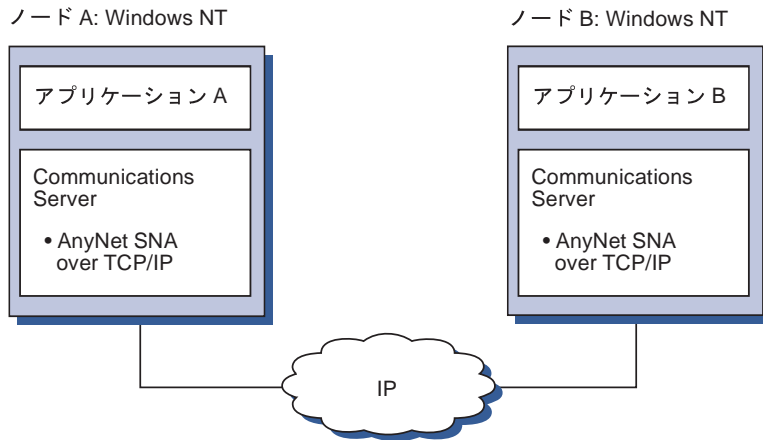 ノード A: Windows NT
アプリケーション A
Communications
Server
• AnyNet SNA
over TCP/IP
ノード B: Windows NT
アプリケーション B
Communications
Server
• AnyNet SNA
over TCP/IP
IP